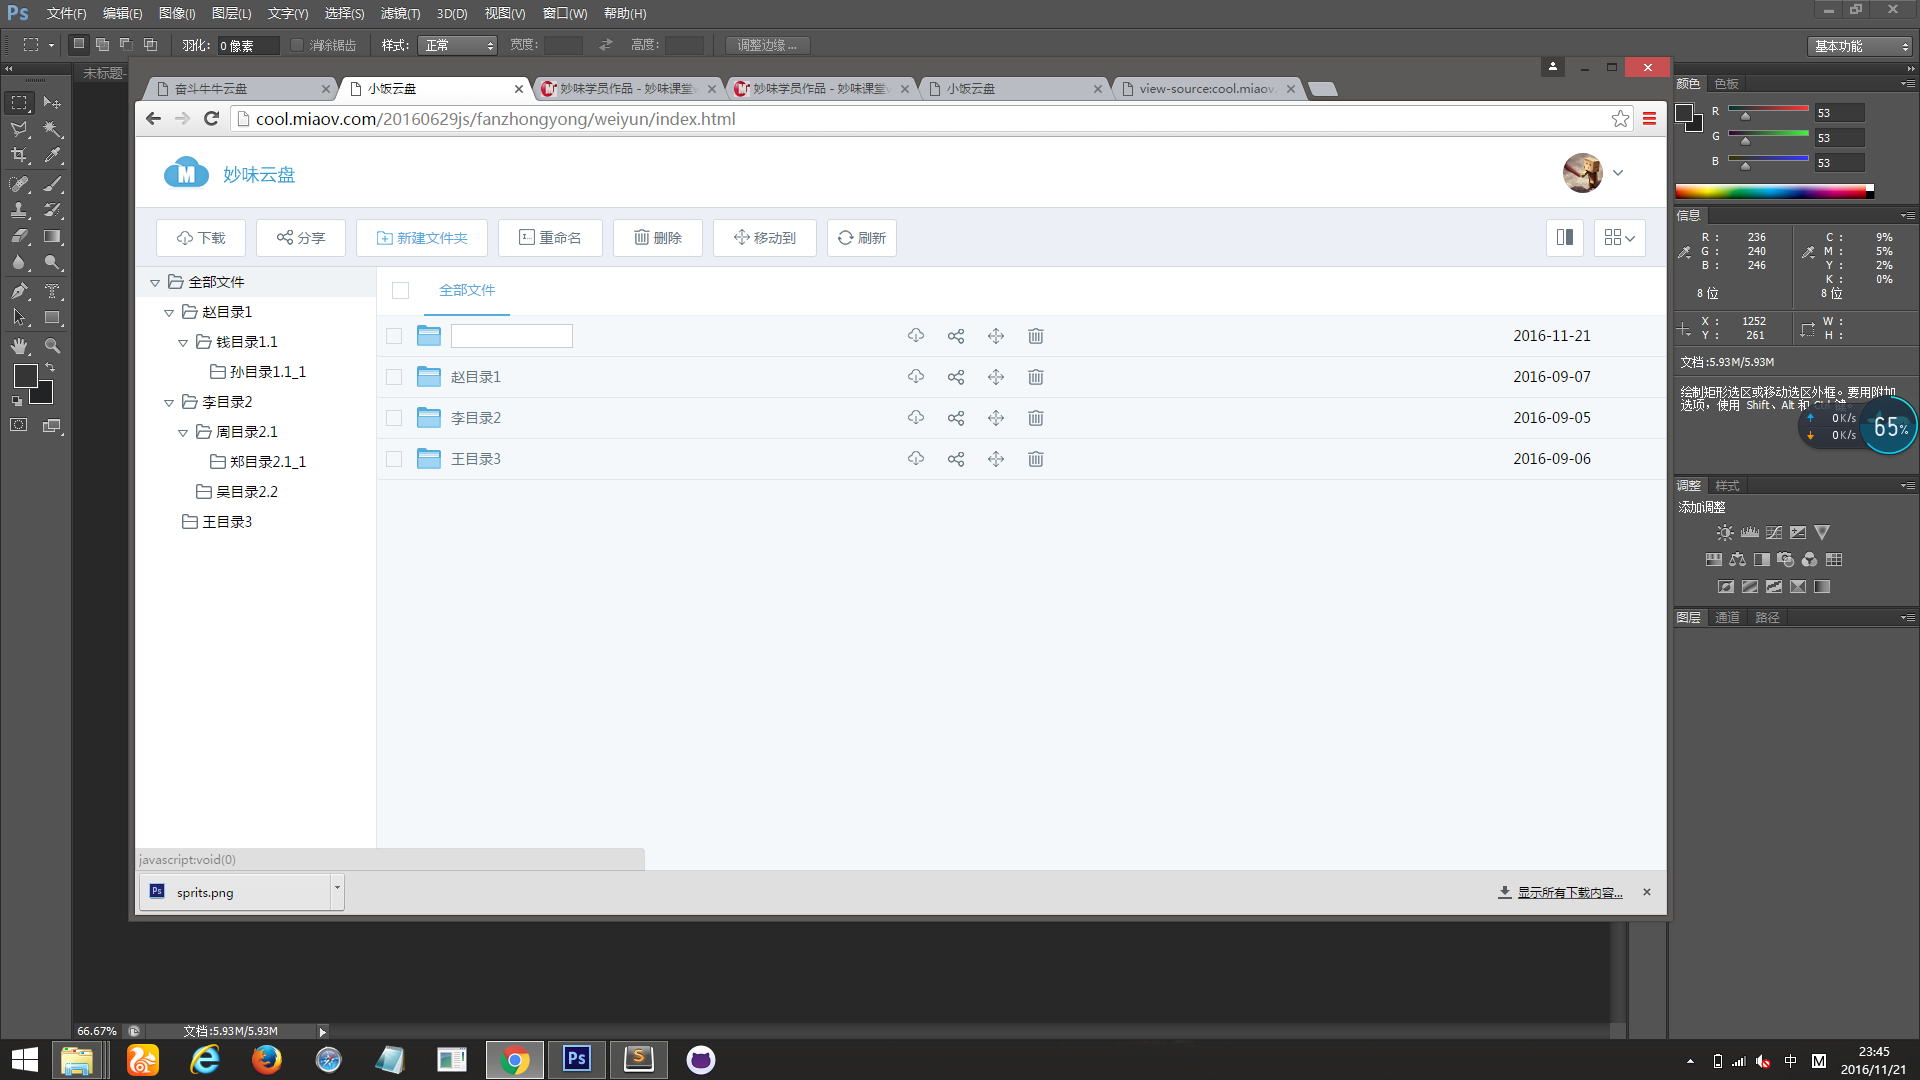 Ps 文件(F) 编辑(E) 图像(I) 图层(L) 文字(Y) 选择(S) 滤镜(T) 3D(D) 视图(V) 窗口(W) 帮助(H)
羽化: 0 像素 消除锯齿 样式: 正常 宽度: 高度: 调整边缘 ... 基本功能
未标题-
奋斗牛牛云盘 小饭云盘 妙味学员作品 - 妙味课堂 妙味学员作品 - 妙味课堂 小饭云盘 view-source:cool.miaov.
cool.miaov.com/20160629js/fanzhongyong/weiyun/index.html
M 妙味云盘
下载 分享 新建文件夹 重命名 删除 移动到 刷新
全部文件
赵目录1
钱目录1.1
孙目录1.1_1
李目录2
周目录2.1
郑目录2.1_1
吴目录2.2
王目录3
全部文件
2016-11-21
赵目录1 2016-09-07
李目录2 2016-09-05
王目录3 2016-09-06
javascript:void(0)
Ps sprits.png 显示所有下载内容...
颜色 色板
R 53
G 53
B 53
信息
R : 236 C : 9%
G : 240 M : 5%
B : 246 Y : 2%
K : 0%
8 位 8 位
X : 1252 W :
Y : 261 H :
文档:5.93M/5.93M
绘制矩形选区或移动选区外框。要用附加
选项，使用 Shift、Alt 和
0K/s
0K/s
65%
调整 样式
添加调整
图层 通道 路径
66.67% 文档:5.93M/5.93M
Ps S 中 M 23:45
2016/11/21